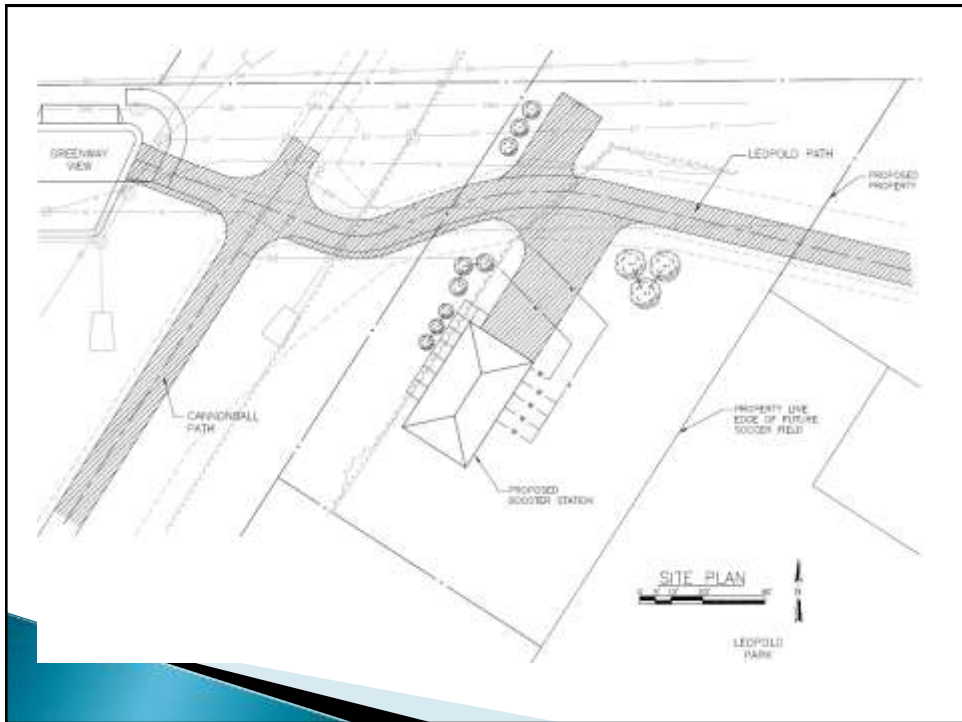 GREENWAY
VIEW
LEOPOLD PATH
PROPOSED
PROPERTY
CANNONBALL
PATH
PROPERTY LINE
EDGE OF FUTURE
SOCCER FIELD
PROPOSED
BOOSTER STATION
SITE PLAN
N
LEOPOLD
PARK